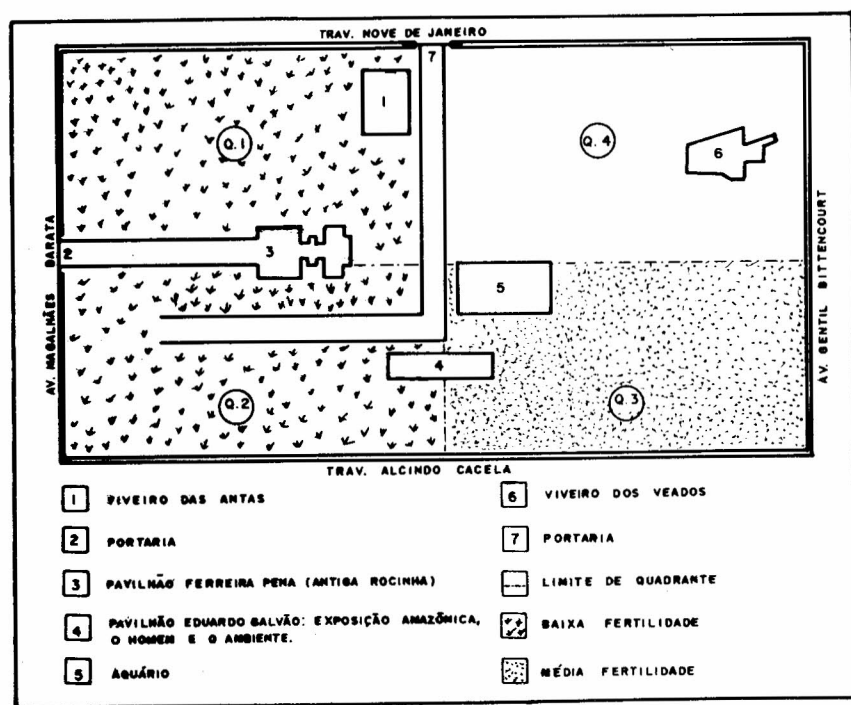 TRAV. NOVE DE JANEIRO
7
1
Q.1
Q.4
6
AV. MAGALHÃES BARATA
2
3
5
AV. GENTIL BITTENCOURT
4
Q.2
Q.3
TRAV. ALCINDO CACELA
1 VIVEIRO DAS ANTAS
2 PORTARIA
3 PAVILHÃO FERREIRA PENA (ANTIGA ROCINHA)
4 PAVILHÃO EDUARDO GALVÃO: EXPOSIÇÃO AMAZÔNICA,
O HOMEM E O AMBIENTE.
5 AQUÁRIO
6 VIVEIRO DOS VEADOS
7 PORTARIA
LIMITE DE QUADRANTE
BAIXA FERTILIDADE
MÉDIA FERTILIDADE